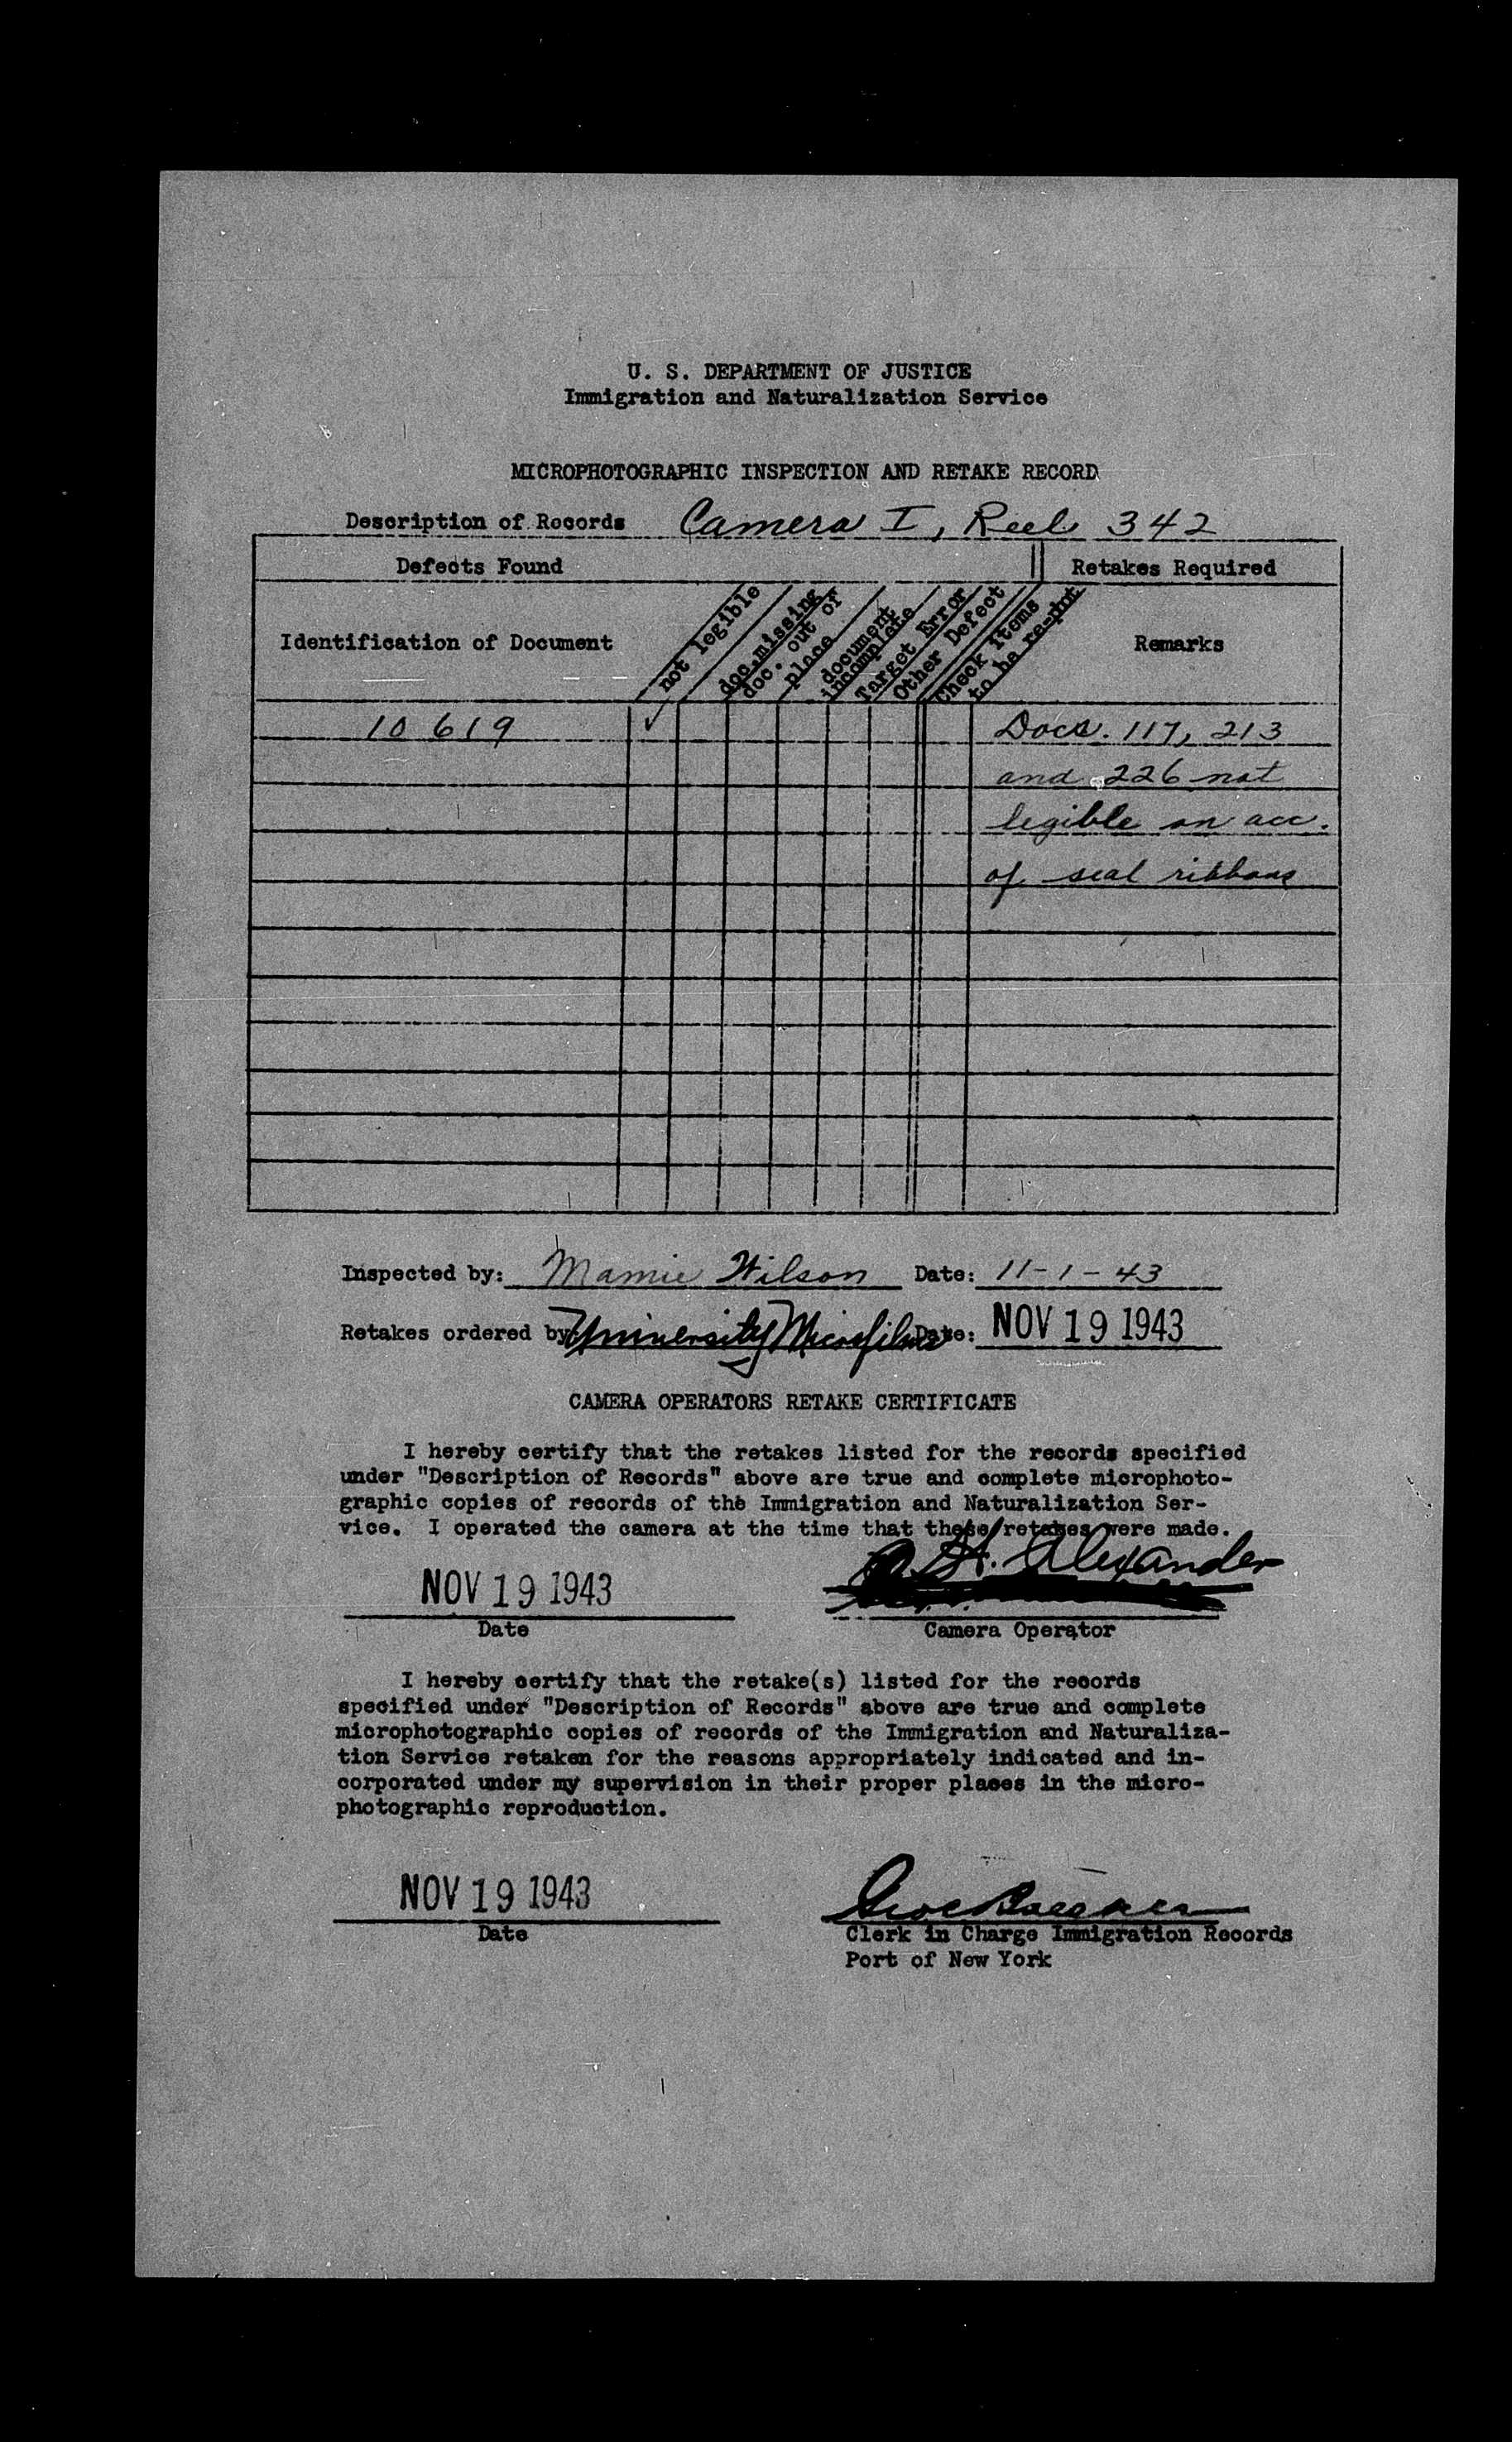 U. S. DEPARTMENT OF JUSTICE
Immigration and Naturalization Service
MICROPHOTOGRAPHIC INSPECTION AND RETAKE RECORD
Description of Records Camera I, Reel 342
Defects Found Retakes Required
Identification of Document not legible doc. missing doc. out of place document incomplete Target Error Other Defect Check items to be re-pht Remarks
10 619 ✓ Docs. 117, 213
and 226 not
legible on acc.
of seal ribbons
Inspected by: Mamie Wilson Date: 11-1-43
Retakes ordered by: University Microfilms Date: NOV 19 1943
CAMERA OPERATORS RETAKE CERTIFICATE
I hereby certify that the retakes listed for the records specified
under "Description of Records" above are true and complete microphoto-
graphic copies of records of the Immigration and Naturalization Ser-
vice. I operated the camera at the time that these retakes were made.
NOV 19 1943 H. Alexander
Date Camera Operator
I hereby certify that the retake(s) listed for the records
specified under "Description of Records" above are true and complete
microphotographic copies of records of the Immigration and Naturaliza-
tion Service retaken for the reasons appropriately indicated and in-
corporated under my supervision in their proper places in the micro-
photographic reproduction.
NOV 19 1943
Date Clerk in Charge Immigration Records
Port of New York